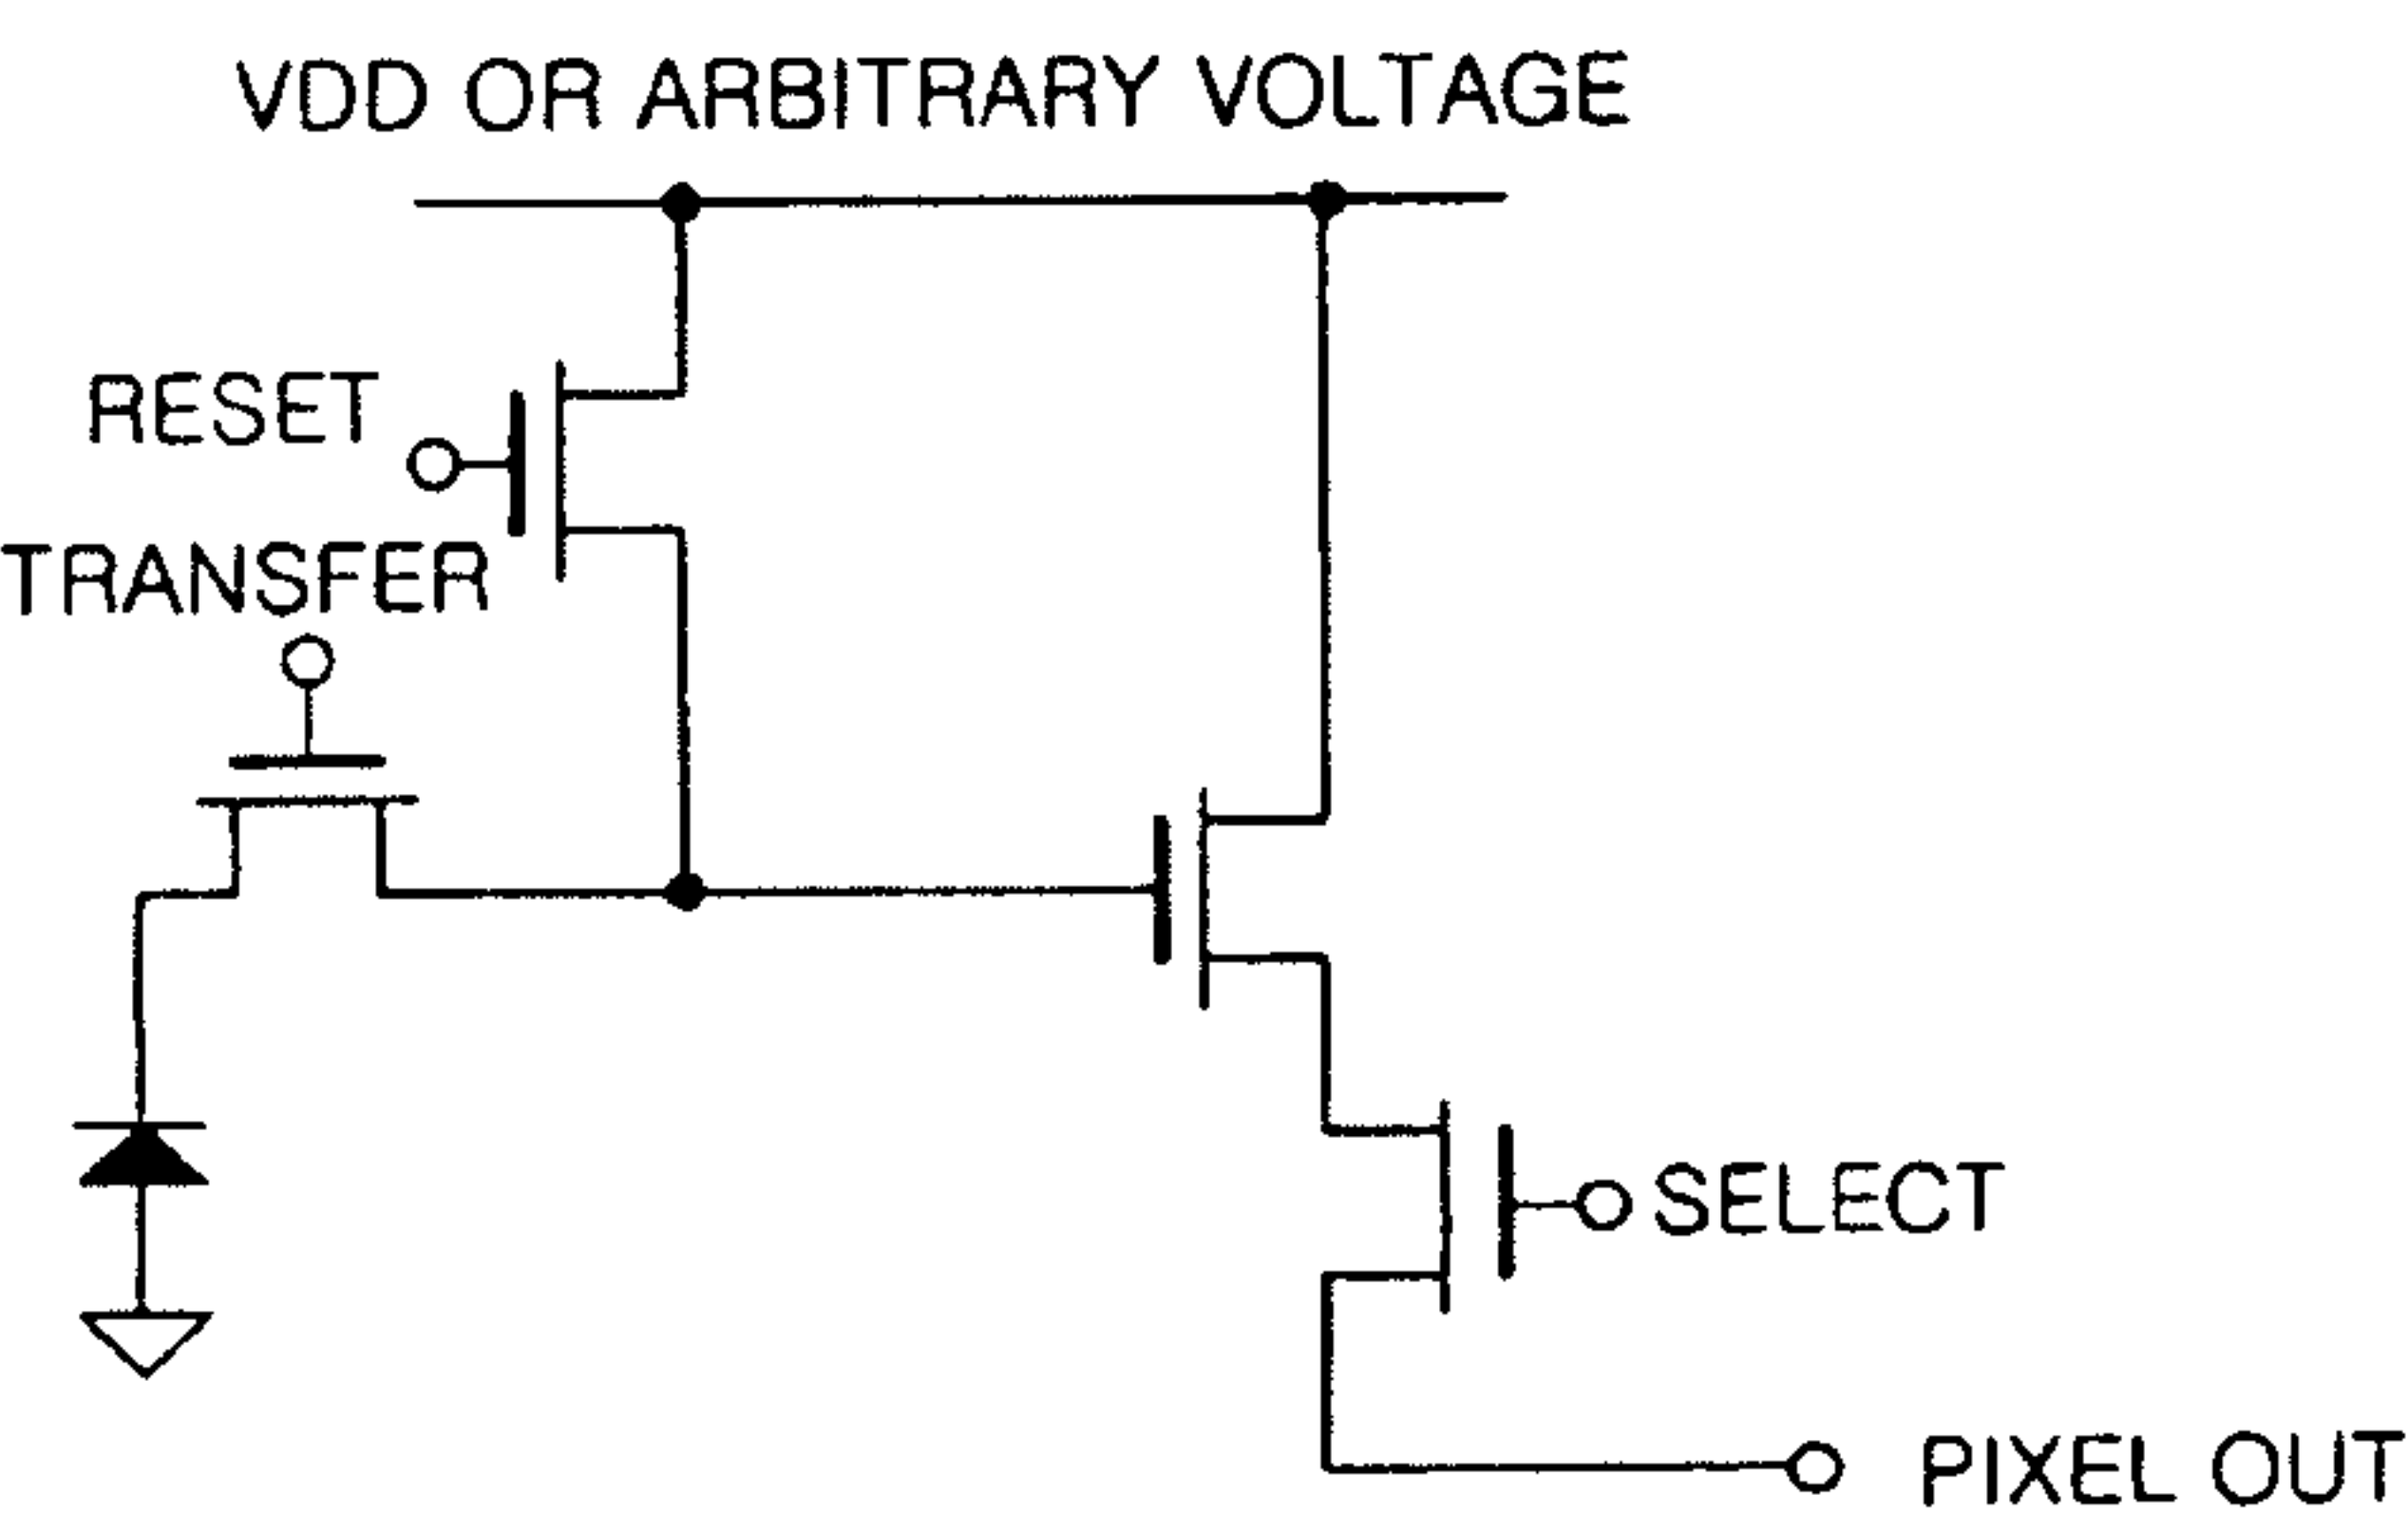 VDD OR ARBITRARY VOLTAGE
RESET
TRANSFER
SELECT
PIXEL OUT